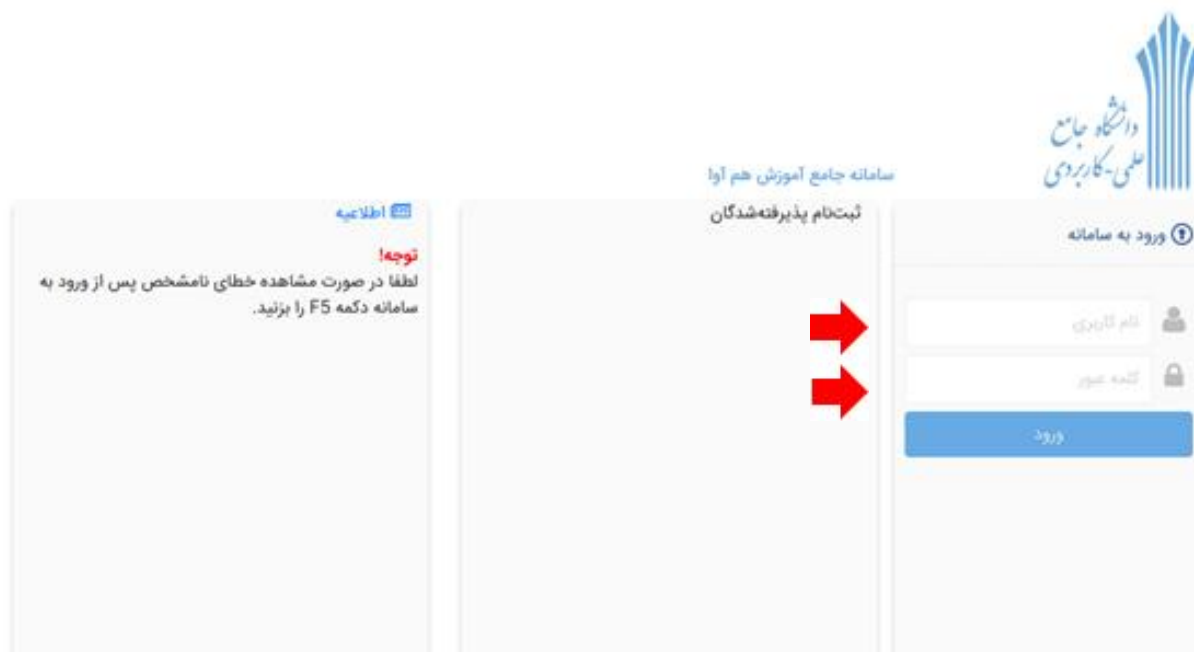 دانشگاه جامع
علمی-کاربردی
سامانه جامع آموزش هم آوا
ورود به سامانه
نام کاربری
کلمه عبور
ورود
ثبت‌نام پذیرفته‌شدگان
اطلاعیه
توجه!
لطفا در صورت مشاهده خطای نامشخص پس از ورود به
سامانه دکمه F5 را بزنید.